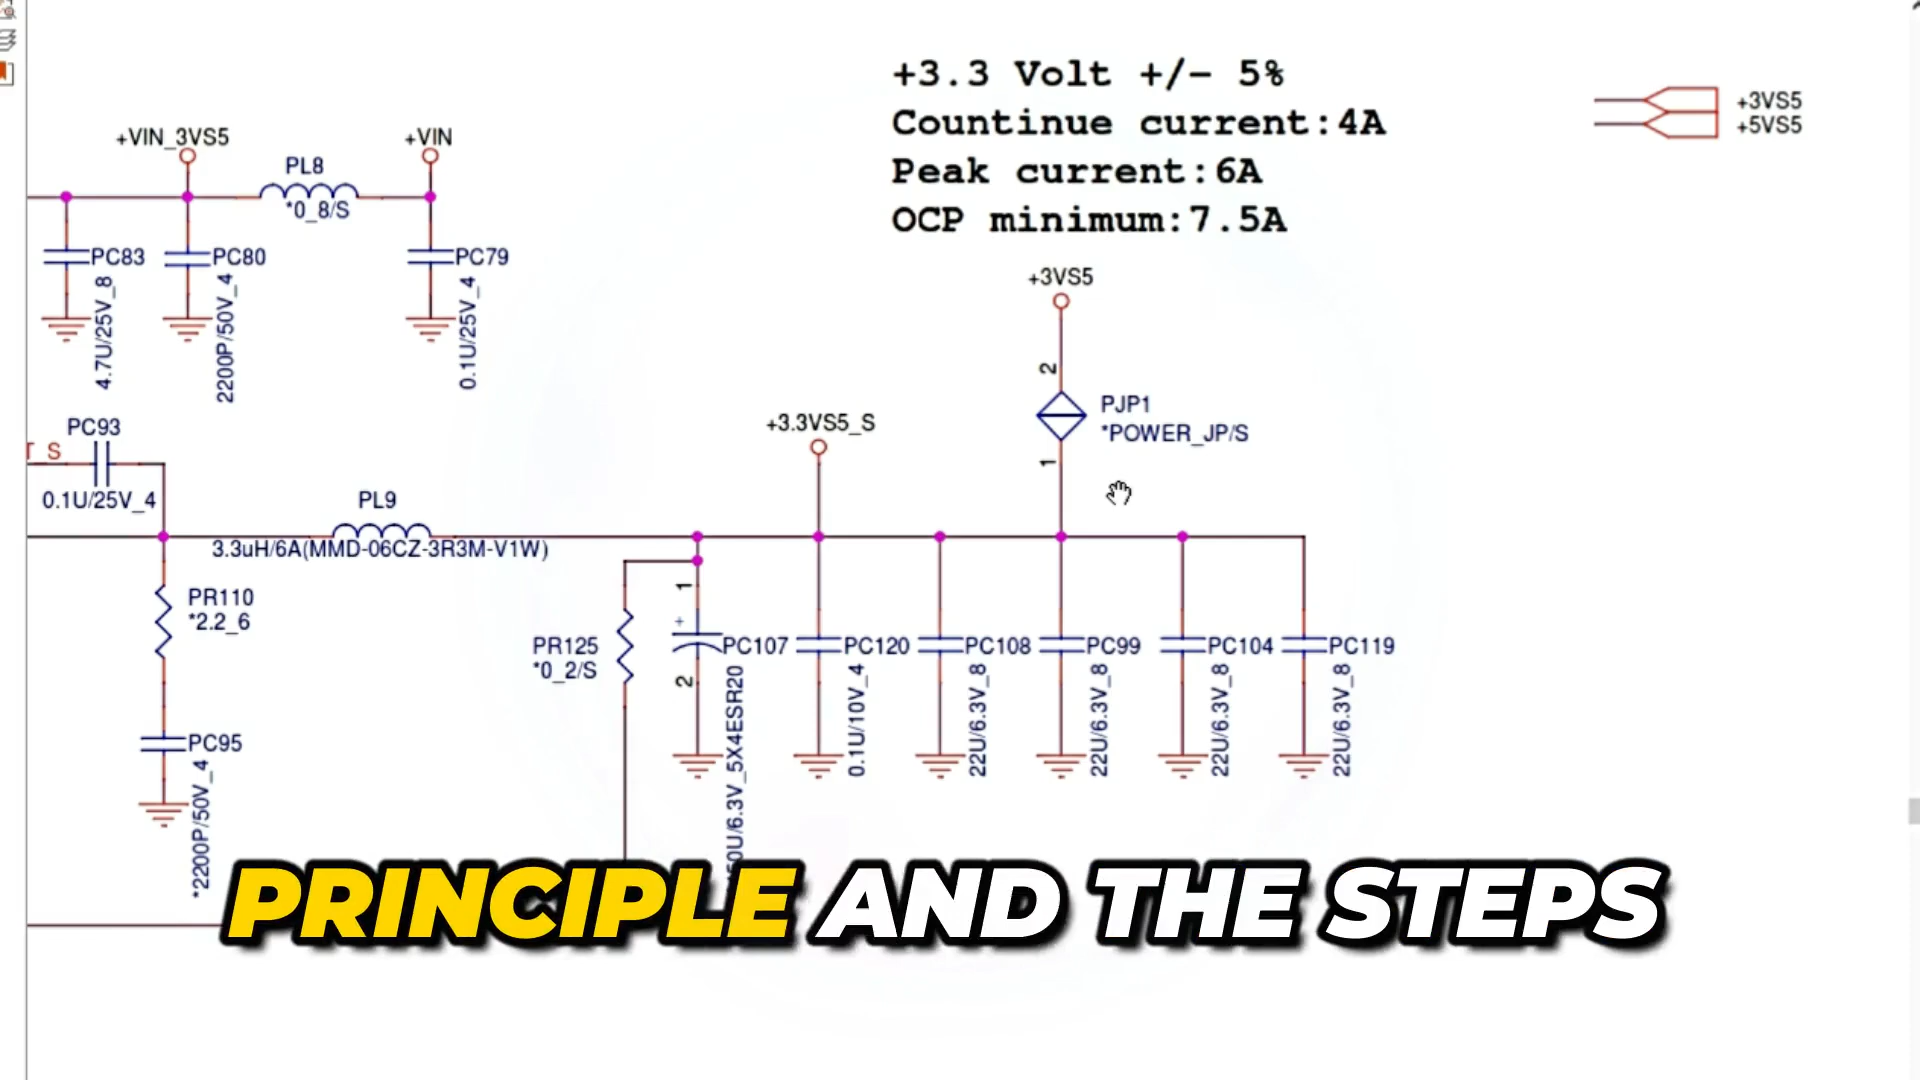 +3.3 Volt +/- 5%
Countinue current:4A
Peak current:6A
OCP minimum:7.5A
+3VS5
+5VS5
+VIN_3VS5
+VIN
PL8
*0_8/S
PC83
4.7U/25V_8
PC80
2200P/50V_4
PC79
0.1U/25V_4
+3VS5
2
PJP1
*POWER_JP/S
1
+3.3VS5_S
PC93
T_S
0.1U/25V_4
PL9
3.3uH/6A(MMD-06CZ-3R3M-V1W)
PR110
*2.2_6
PC95
*2200P/50V_4
PR125
*0_2/S
1
+
PC107
2
0U/6.3V_5X4ESR20
PC120
0.1U/10V_4
PC108
22U/6.3V_8
PC99
22U/6.3V_8
PC104
22U/6.3V_8
PC119
22U/6.3V_8
PRINCIPLE AND THE STEPS